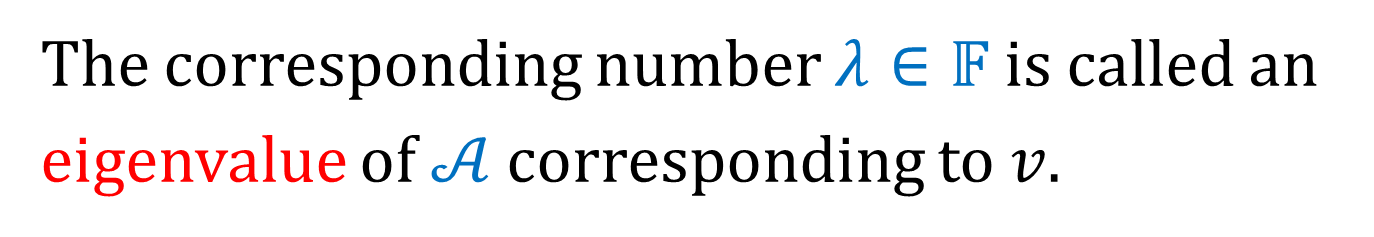 The corresponding number λ ∈ 𝔽 is called an
eigenvalue of 𝒜 corresponding to 𝑣.